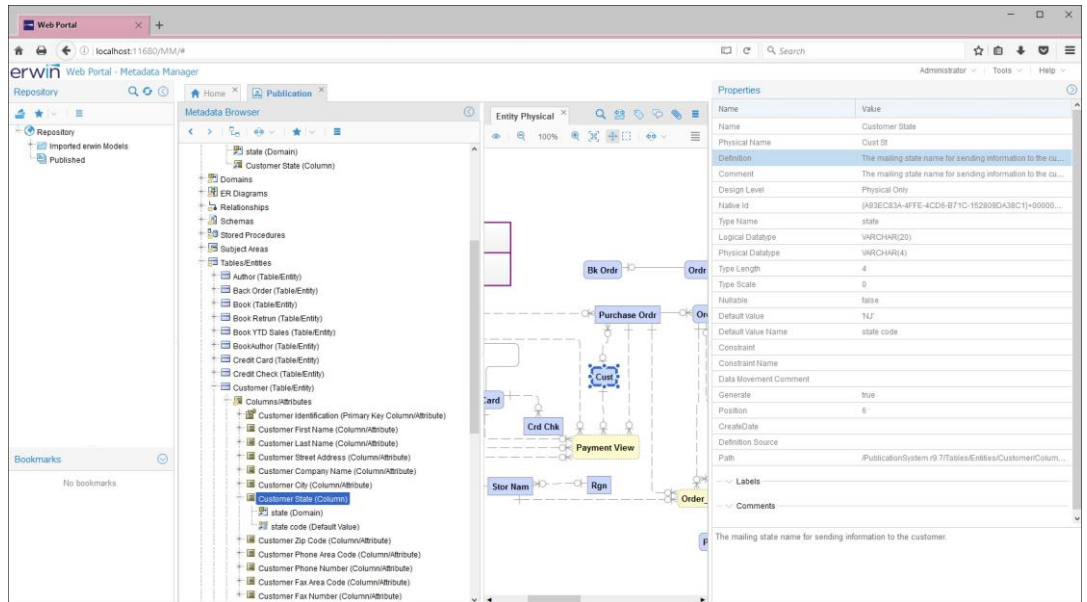 Web Portal
localhost:11680/MM/#
Search
erwin Web Portal - Metadata Manager
Administrator
Tools
Help
Repository
Repository
Imported erwin Models
Published
Bookmarks
No bookmarks
Home
Publication
Metadata Browser
state (Domain)
Customer State (Column)
Domains
ER Diagrams
Relationships
Schemas
Stored Procedures
Subject Areas
Tables/Entities
Author (Table/Entity)
Back Order (Table/Entity)
Book (Table/Entity)
Book Retrun (Table/Entity)
Book YTD Sales (Table/Entity)
BookAuthor (Table/Entity)
Credit Card (Table/Entity)
Credit Check (Table/Entity)
Customer (Table/Entity)
Columns/Attributes
Customer Identification (Primary Key Column/Attribute)
Customer First Name (Column/Attribute)
Customer Last Name (Column/Attribute)
Customer Street Address (Column/Attribute)
Customer Company Name (Column/Attribute)
Customer City (Column/Attribute)
Customer State (Column)
state (Domain)
state code (Default Value)
Customer Zip Code (Column/Attribute)
Customer Phone Area Code (Column/Attribute)
Customer Phone Number (Column/Attribute)
Customer Fax Area Code (Column/Attribute)
Customer Fax Number (Column/Attribute)
Entity Physical
100%
Bk Ordr
Ordr
Purchase Ordr
Or
Cust
Card
Crd Chk
Payment View
Stor Nam
Rgn
Order_
P
Properties
Name Value
Name Customer State
Physical Name Cust St
Definition The mailing state name for sending information to the cu...
Comment The mailing state name for sending information to the cu...
Design Level Physical Only
Native Id {A93EC83A-4FFE-4CD6-B71C-152809DA38C1}+00000...
Type Name state
Logical Datatype VARCHAR(20)
Physical Datatype VARCHAR(4)
Type Length 4
Type Scale 0
Nullable false
Default Value 'NJ'
Default Value Name state code
Constraint
Constraint Name
Data Movement Comment
Generate true
Position 6
CreateDate
Definition Source
Path /PublicationSystem r9.7/Tables/Entities/Customer/Colum...
Labels
Comments
The mailing state name for sending information to the customer.